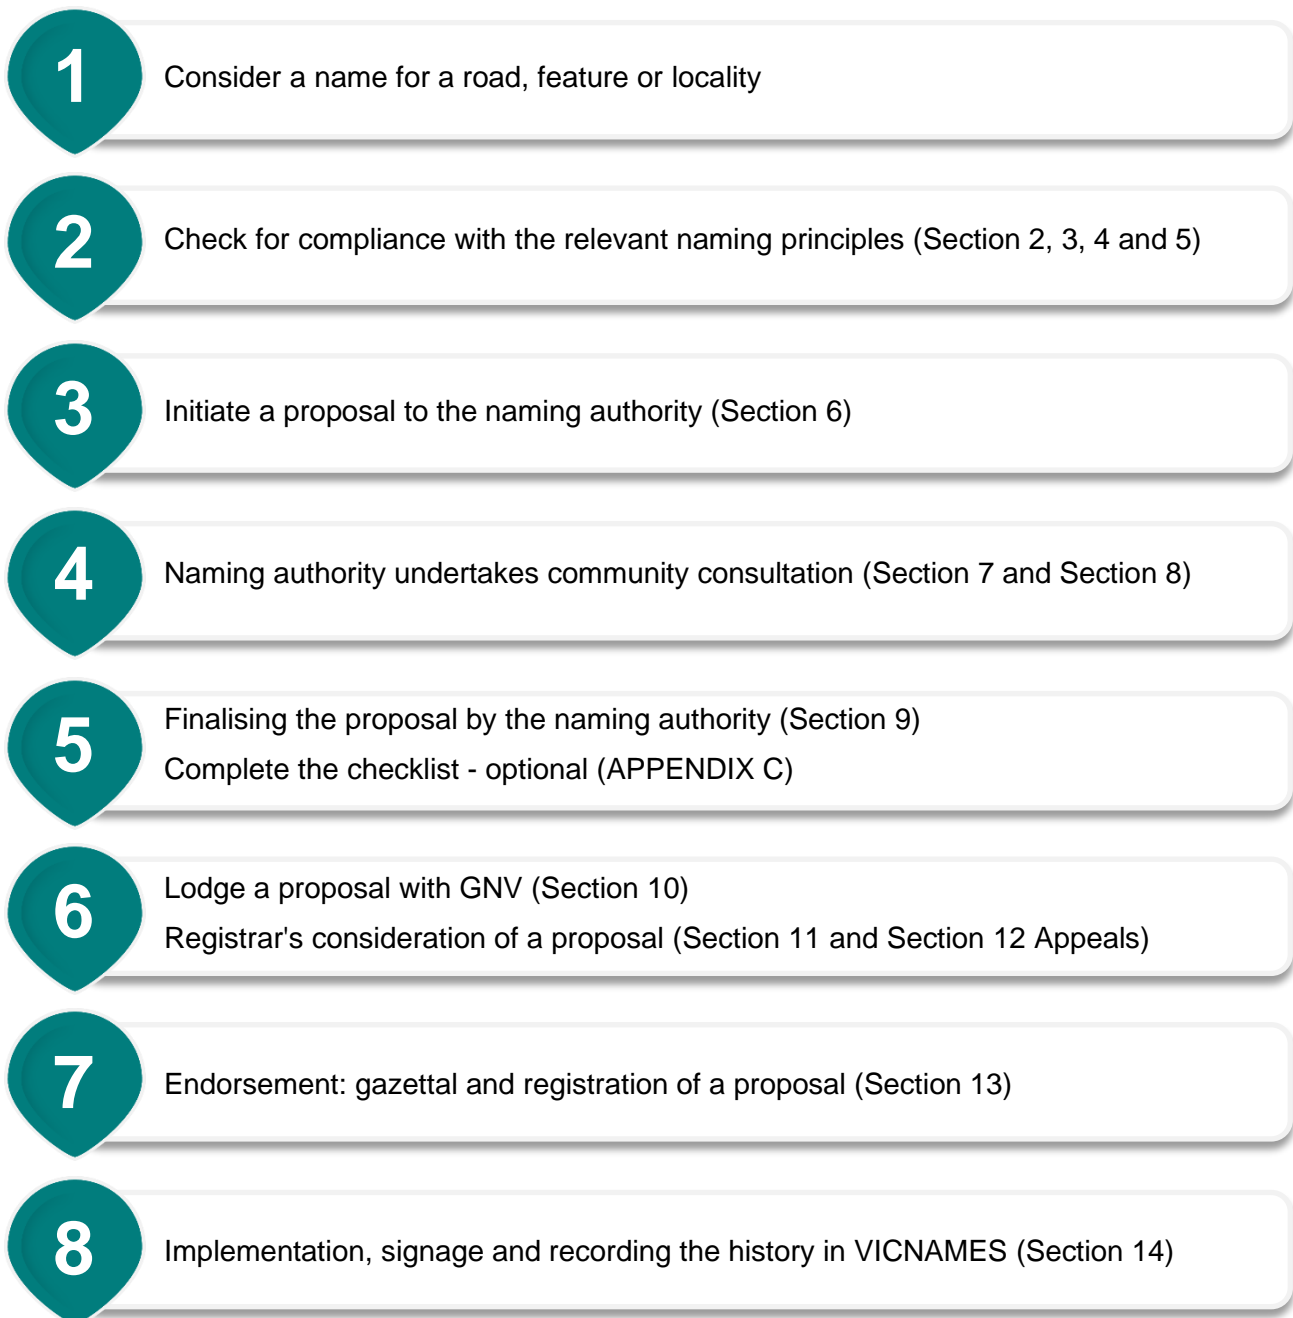 1
Consider a name for a road, feature or locality
2
Check for compliance with the relevant naming principles (Section 2, 3, 4 and 5)
3
Initiate a proposal to the naming authority (Section 6)
4
Naming authority undertakes community consultation (Section 7 and Section 8)
5
Finalising the proposal by the naming authority (Section 9)
Complete the checklist - optional (APPENDIX C)
6
Lodge a proposal with GNV (Section 10)
Registrar's consideration of a proposal (Section 11 and Section 12 Appeals)
7
Endorsement: gazettal and registration of a proposal (Section 13)
8
Implementation, signage and recording the history in VICNAMES (Section 14)